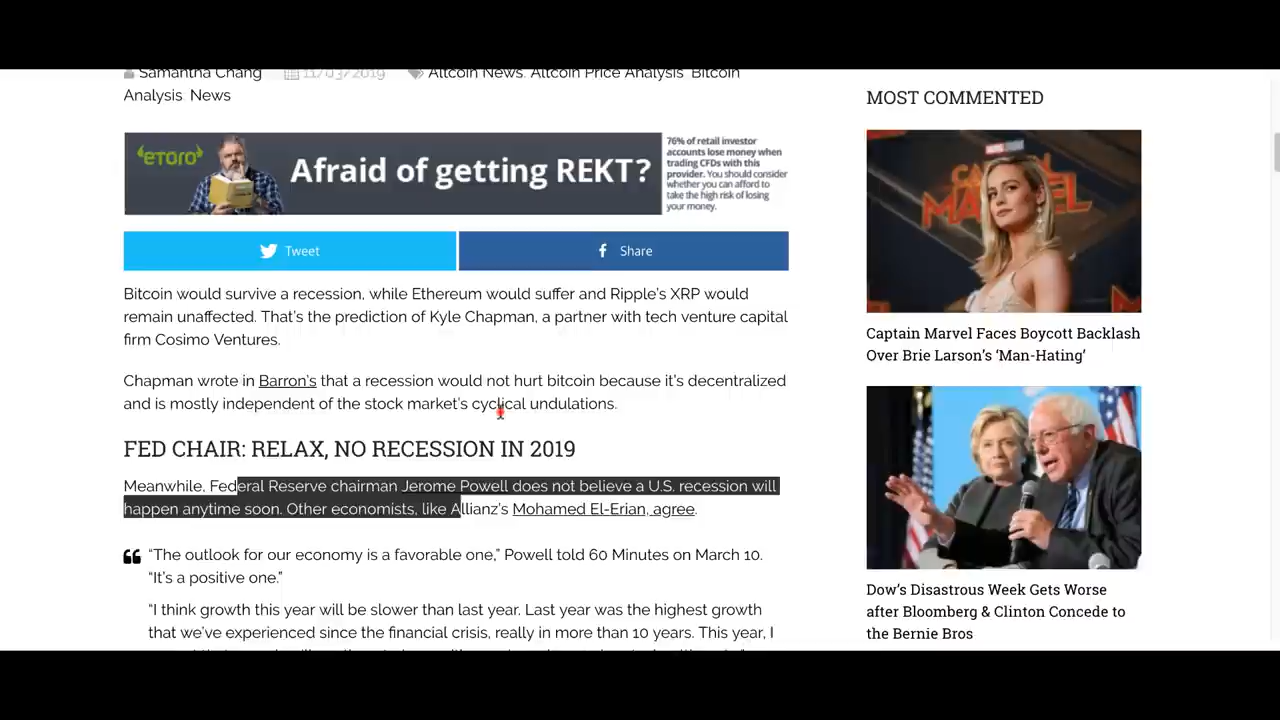 Samantha Chang 11/03/2019 Altcoin News, Altcoin Price Analysis, Bitcoin
Analysis, News
eToro
Afraid of getting REKT?
76% of retail investor
accounts lose money when
trading CFDs with this
provider. You should consider
whether you can afford to
take the high risk of losing
your money.
Tweet
Share
Bitcoin would survive a recession, while Ethereum would suffer and Ripple's XRP would
remain unaffected. That's the prediction of Kyle Chapman, a partner with tech venture capital
firm Cosimo Ventures.
Chapman wrote in Barron's that a recession would not hurt bitcoin because it's decentralized
and is mostly independent of the stock market's cyclical undulations.
FED CHAIR: RELAX, NO RECESSION IN 2019
Meanwhile, Federal Reserve chairman Jerome Powell does not believe a U.S. recession will
happen anytime soon. Other economists, like Allianz's Mohamed El-Erian, agree.
“The outlook for our economy is a favorable one,” Powell told 60 Minutes on March 10.
“It's a positive one.”
“I think growth this year will be slower than last year. Last year was the highest growth
that we've experienced since the financial crisis, really in more than 10 years. This year, I
MOST COMMENTED
CAPTAIN
MARVEL
Captain Marvel Faces Boycott Backlash
Over Brie Larson's ‘Man-Hating’
Dow's Disastrous Week Gets Worse
after Bloomberg & Clinton Concede to
the Bernie Bros